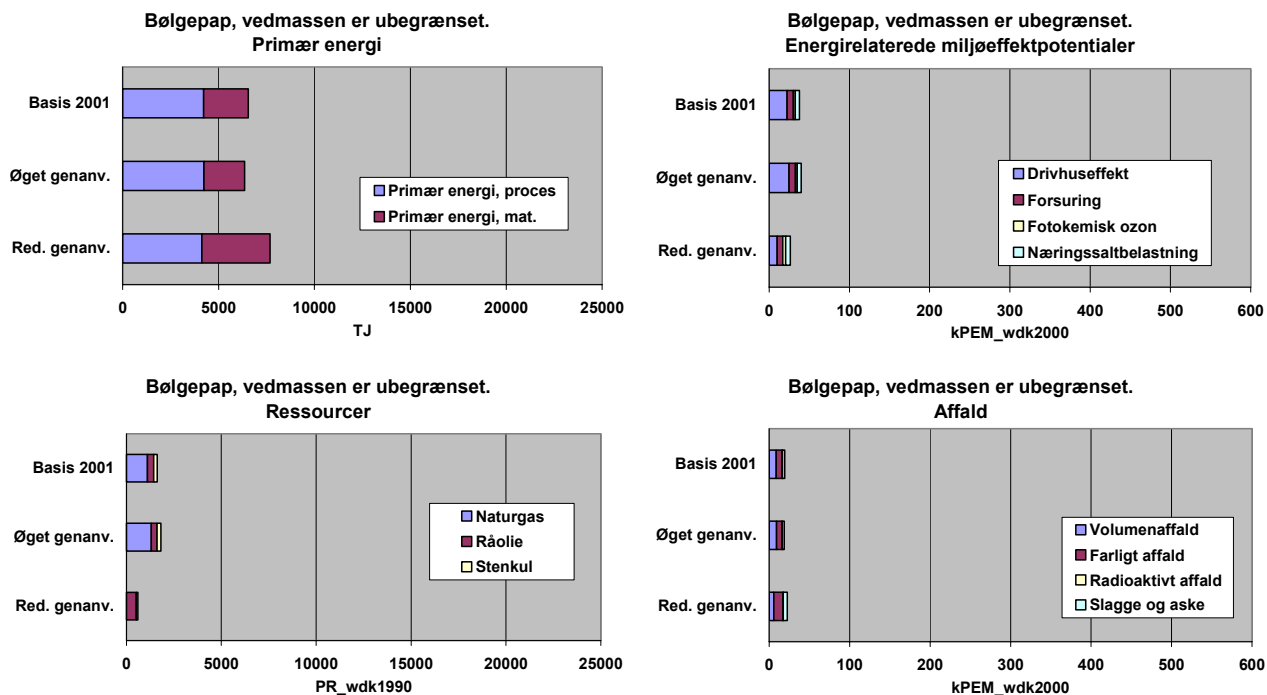 Bølgepap, vedmassen er ubegrænset.
Primær energi
Basis 2001
Øget genanv.
Red. genanv.
Primær energi, proces
Primær energi, mat.
0 5000 10000 15000 20000 25000
TJ
Bølgepap, vedmassen er ubegrænset.
Energirelaterede miljøeffektpotentialer
Basis 2001
Øget genanv.
Red. genanv.
Drivhuseffekt
Forsuring
Fotokemisk ozon
Næringssaltbelastning
0 100 200 300 400 500 600
kPEM_wdk2000
Bølgepap, vedmassen er ubegrænset.
Ressourcer
Basis 2001
Øget genanv.
Red. genanv.
Naturgas
Råolie
Stenkul
0 5000 10000 15000 20000 25000
PR_wdk1990
Bølgepap, vedmassen er ubegrænset.
Affald
Basis 2001
Øget genanv.
Red. genanv.
Volumenaffald
Farligt affald
Radioaktivt affald
Slagge og aske
0 100 200 300 400 500 600
kPEM_wdk2000